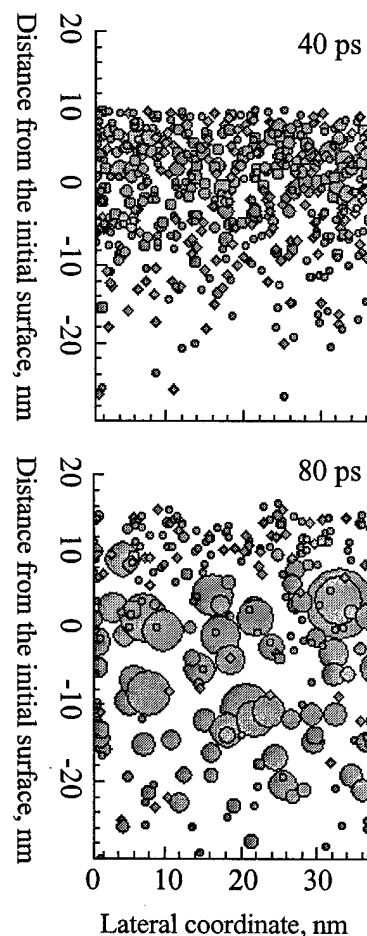 40 ps
20
10
0
-10
-20
Distance from the initial surface, nm
80 ps
20
10
0
-10
-20
Distance from the initial surface, nm
0 10 20 30
Lateral coordinate, nm